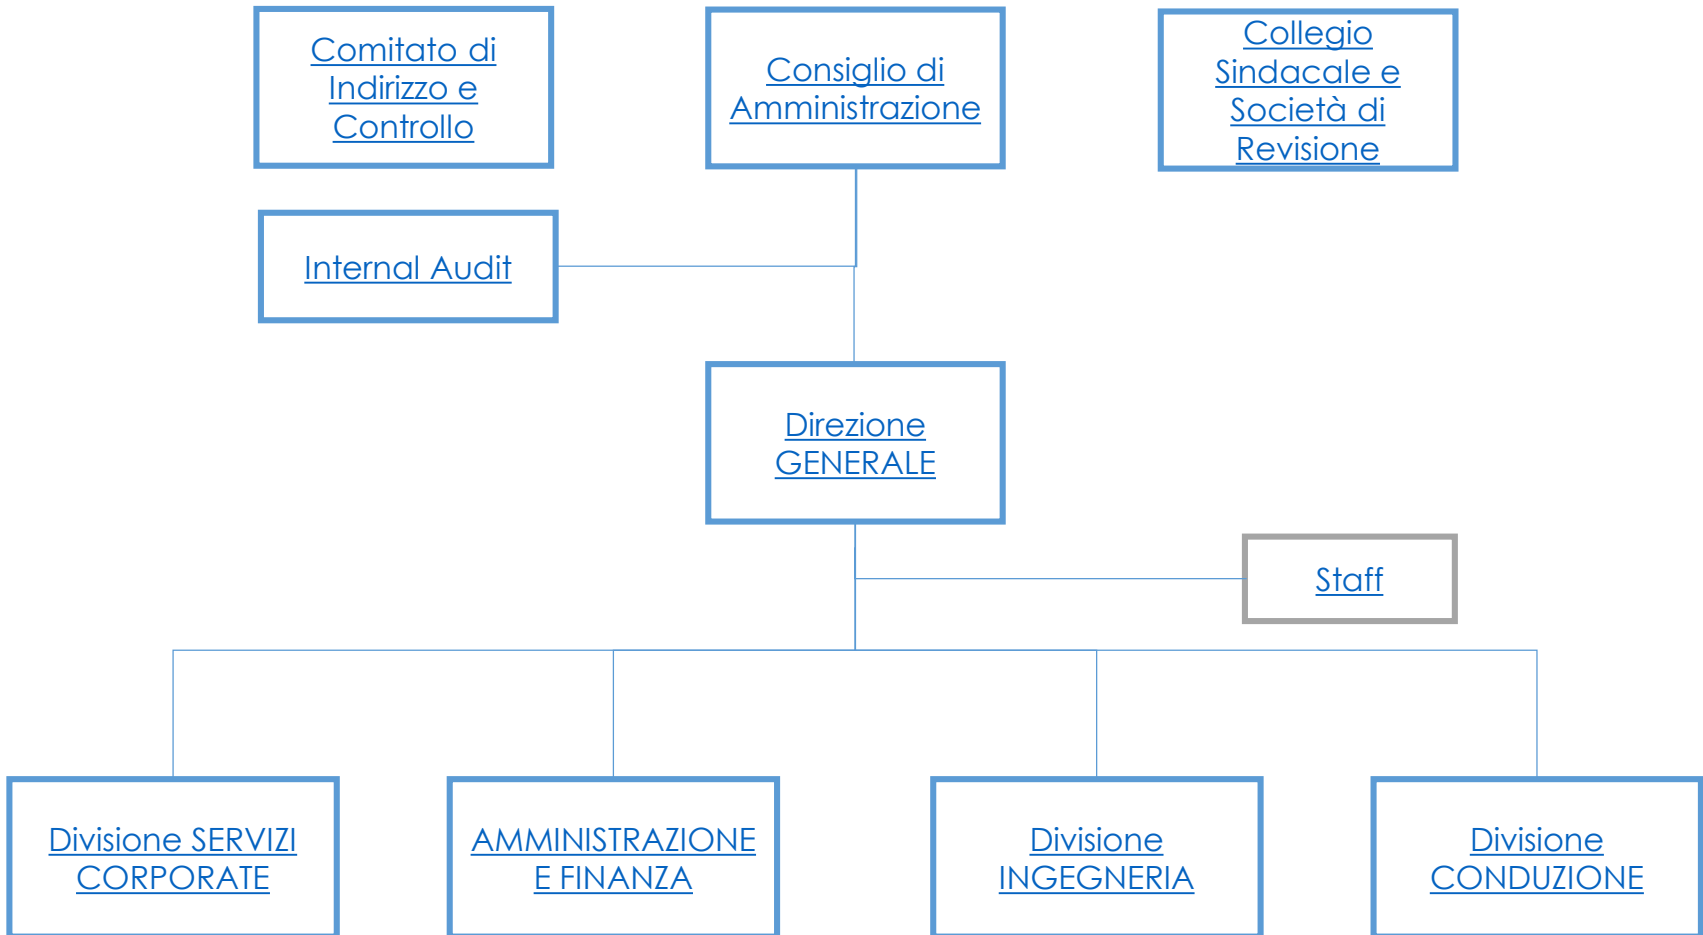 Comitato di
Indirizzo e
Controllo
Consiglio di
Amministrazione
Collegio
Sindacale e
Società di
Revisione
Internal Audit
Direzione
GENERALE
Staff
Divisione SERVIZI
CORPORATE
AMMINISTRAZIONE
E FINANZA
Divisione
INGEGNERIA
Divisione
CONDUZIONE